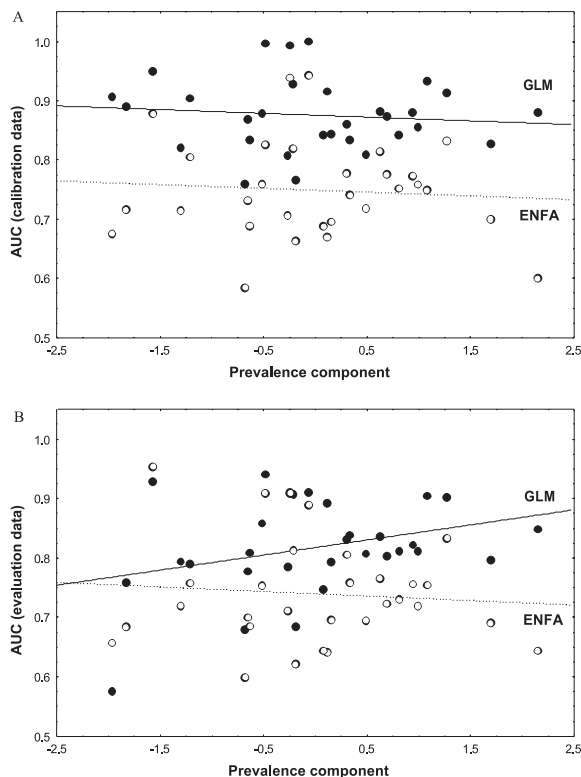 A
1.0
0.9
GLM
0.8
0.7
ENFA
0.6
0.5
AUC (calibration data)
-2.5 -1.5 -0.5 0.5 1.5 2.5
Prevalence component
B
1.0
0.9
GLM
0.8
0.7
ENFA
0.6
0.5
AUC (evaluation data)
-2.5 -1.5 -0.5 0.5 1.5 2.5
Prevalence component